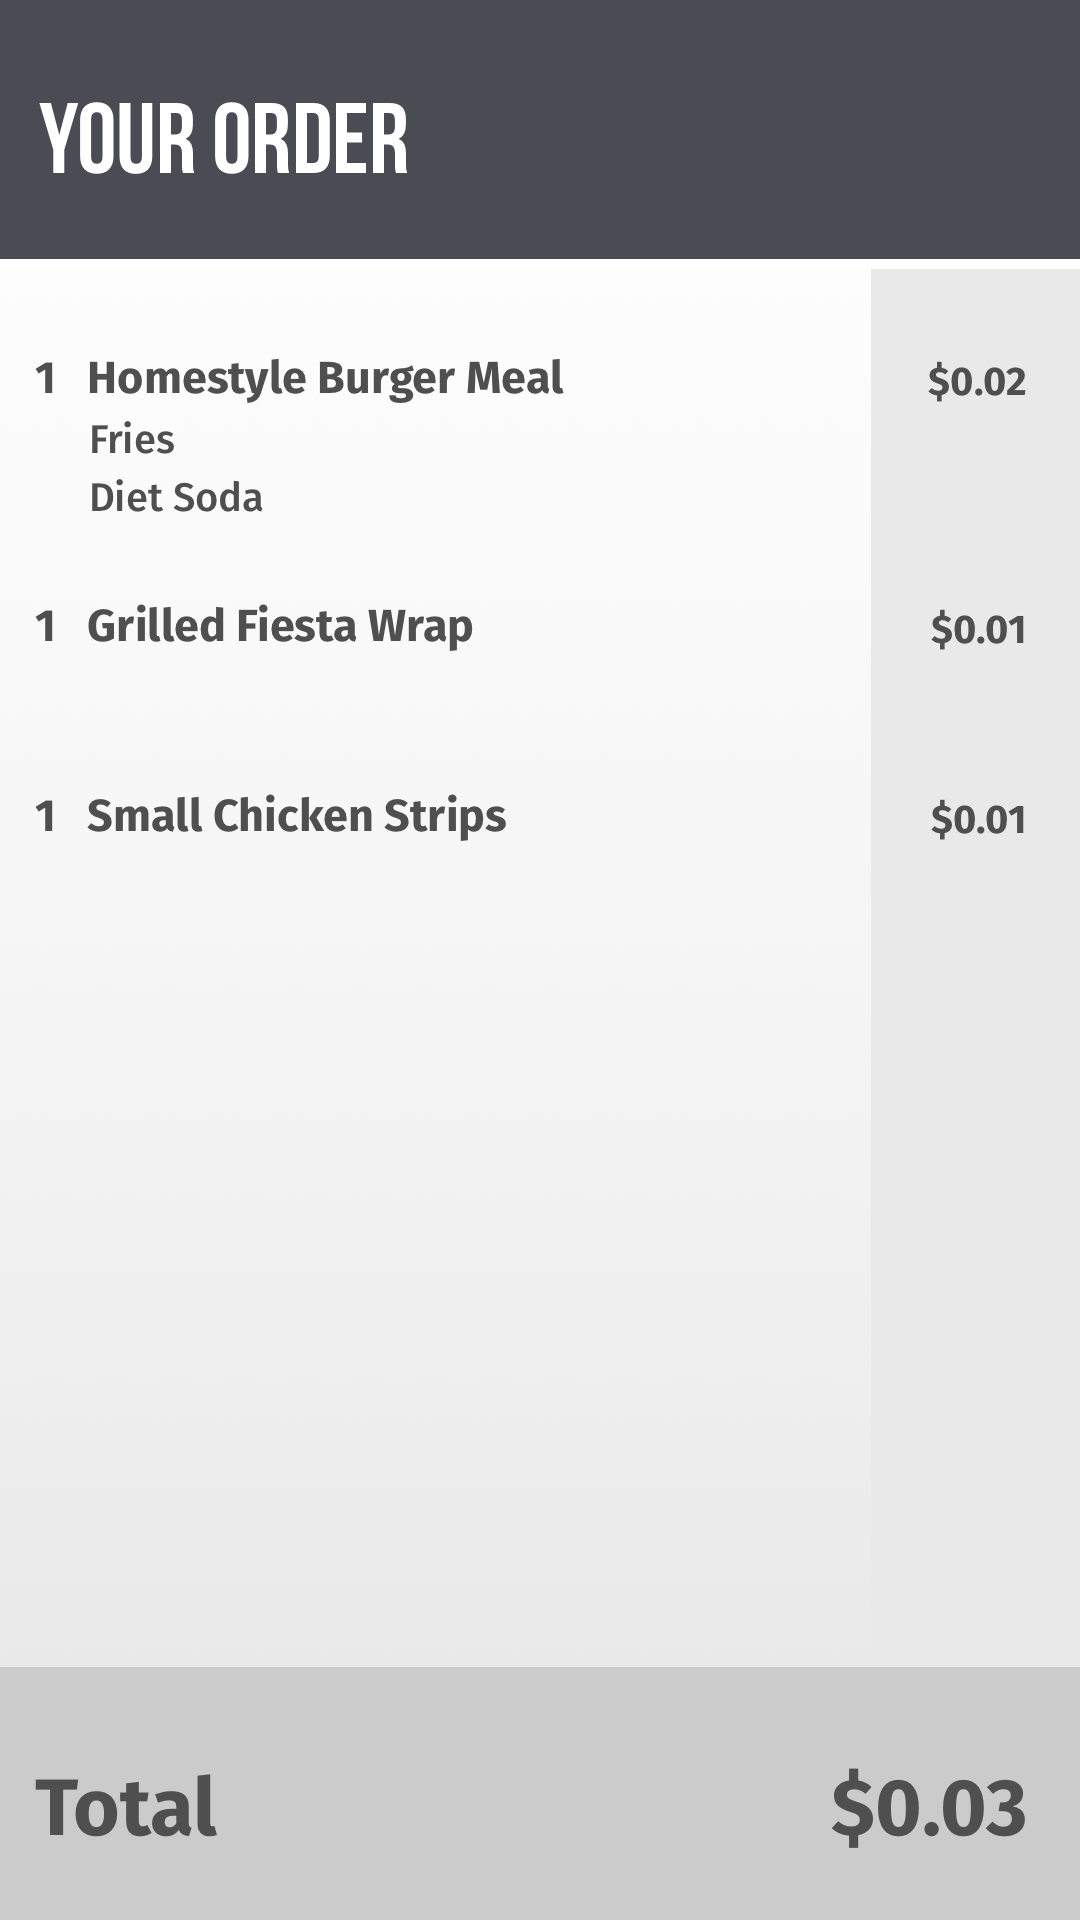 YOUR ORDER
1 Homestyle Burger Meal $0.02
Fries
Diet Soda
1 Grilled Fiesta Wrap $0.01
1 Small Chicken Strips $0.01
Total $0.03